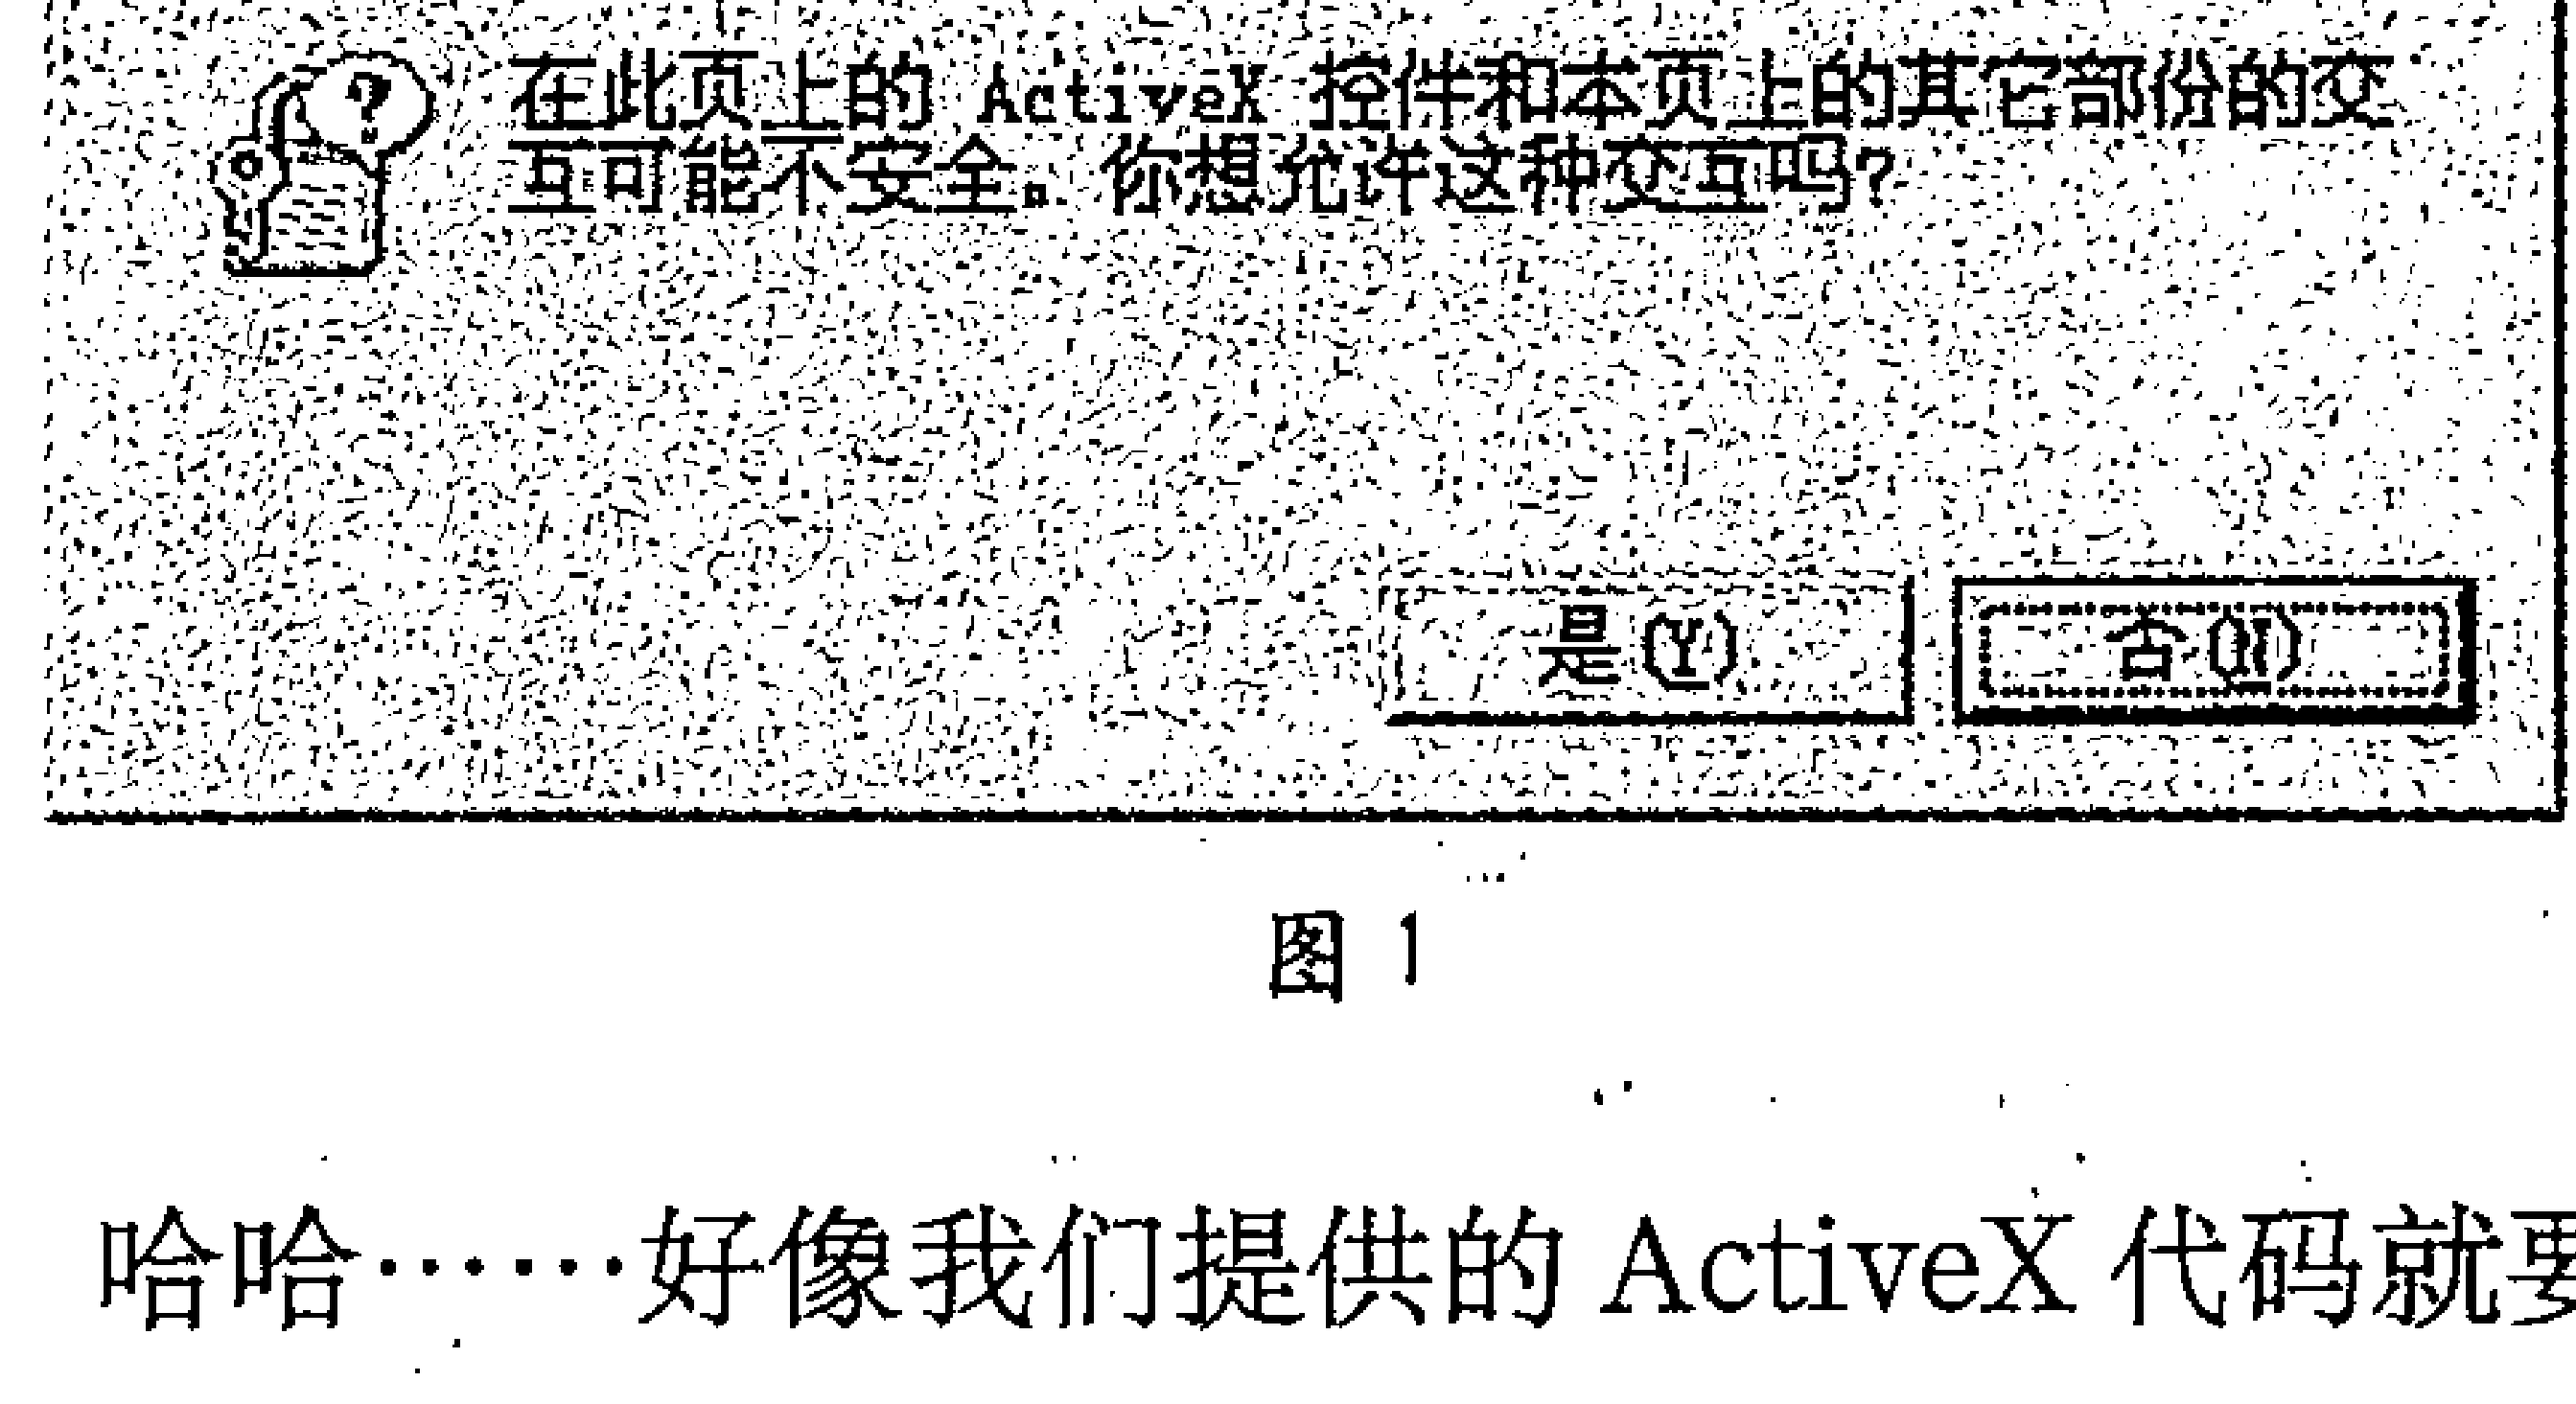 在此页上的 ActiveX 控件和本页上的其它部份的交
互可能不安全。你想允许这种交互吗?
是(Y) 否(N)
图 1
哈哈……好像我们提供的 ActiveX 代码就要